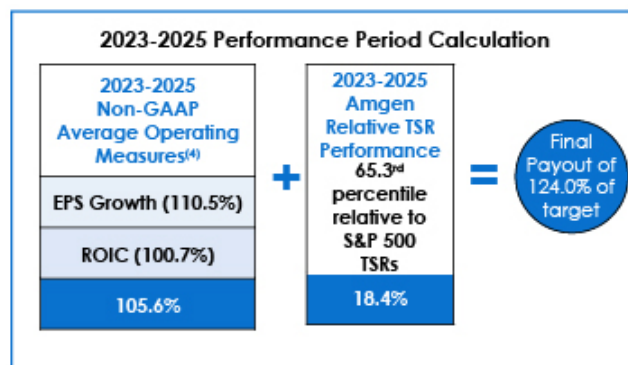 2023-2025 Performance Period Calculation
2023-2025
Non-GAAP
Average Operating
Measures(4)
EPS Growth (110.5%)
ROIC (100.7%)
105.6%
+
2023-2025
Amgen
Relative TSR
Performance
65.3rd
percentile
relative to
S&P 500
TSRs
18.4%
=
Final
Payout of
124.0% of
target